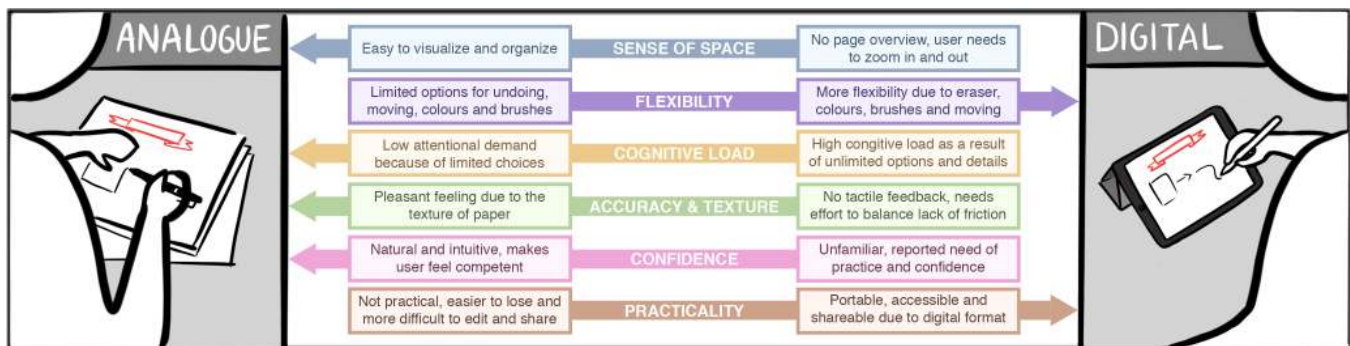 ANALOGUE
DIGITAL
Easy to visualize and organize
SENSE OF SPACE
No page overview, user needs
to zoom in and out
Limited options for undoing,
moving, colours and brushes
FLEXIBILITY
More flexibility due to eraser,
colours, brushes and moving
Low attentional demand
because of limited choices
COGNITIVE LOAD
High congitive load as a result
of unlimited options and details
Pleasant feeling due to the
texture of paper
ACCURACY & TEXTURE
No tactile feedback, needs
effort to balance lack of friction
Natural and intuitive, makes
user feel competent
CONFIDENCE
Unfamiliar, reported need of
practice and confidence
Not practical, easier to lose and
more difficult to edit and share
PRACTICALITY
Portable, accessible and
shareable due to digital format